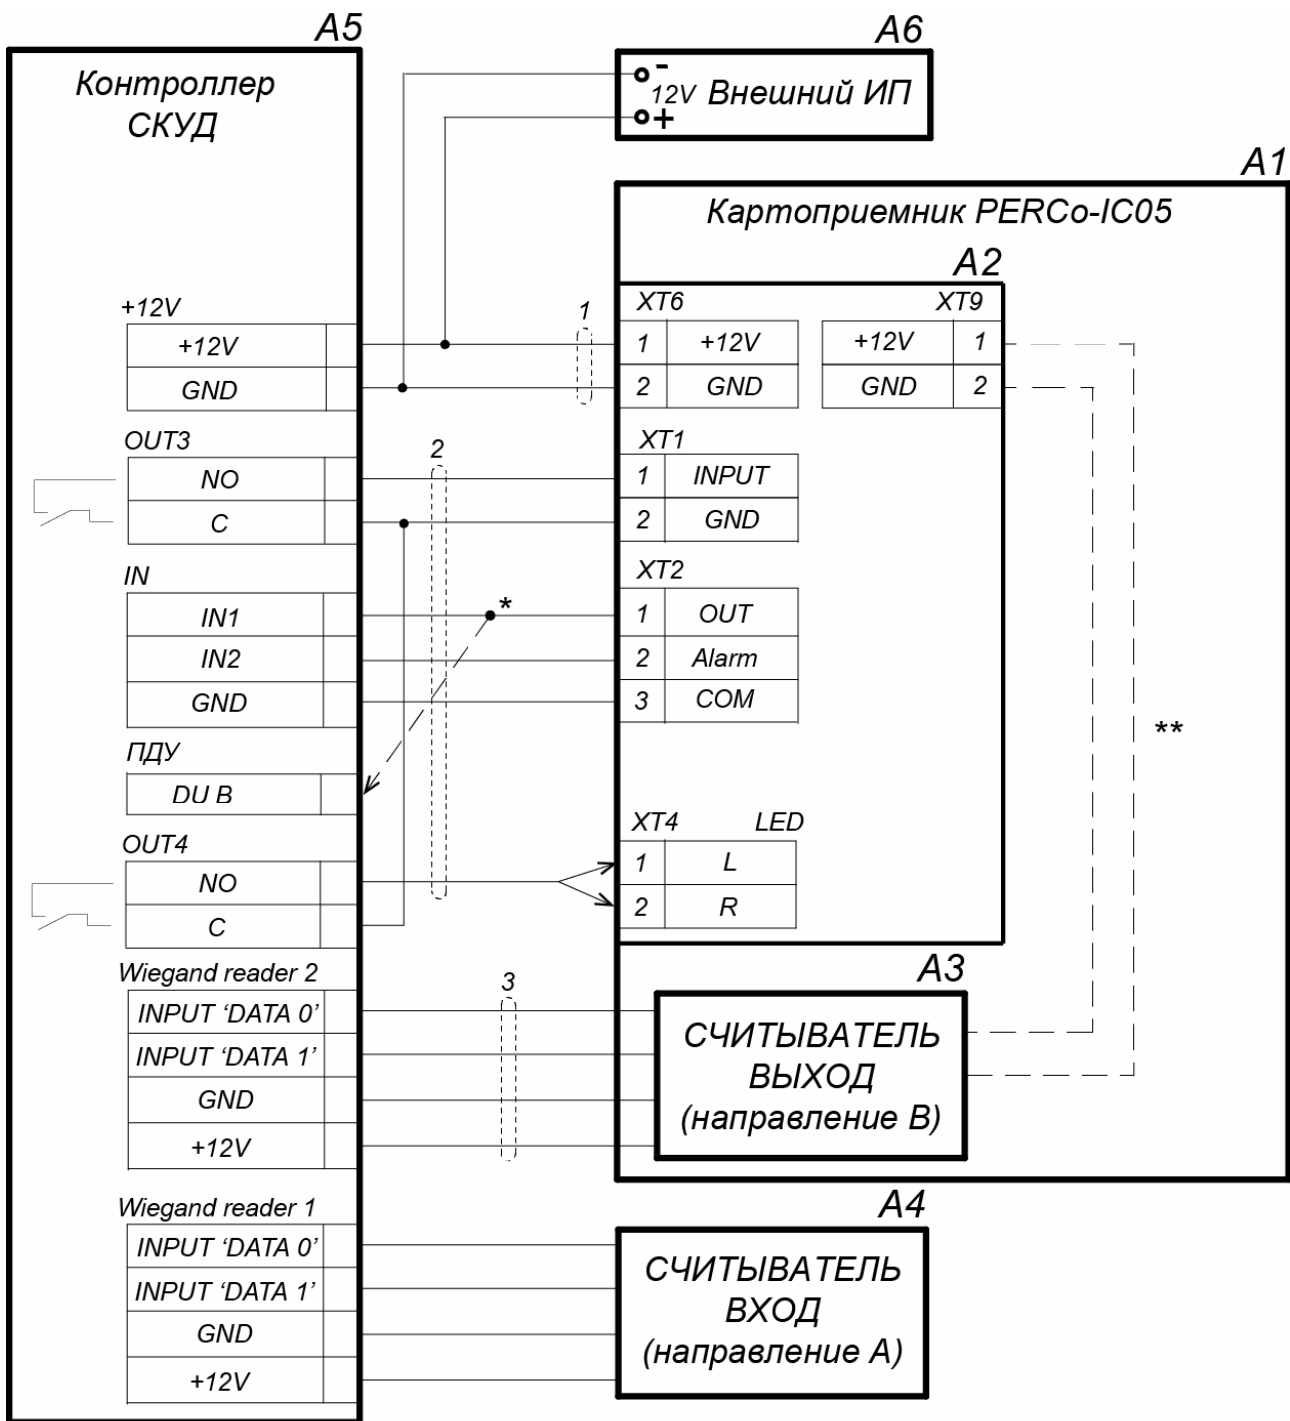 A5
Контроллер
СКУД
A6
-
12V Внешний ИП
+
A1
Картоприемник PERCo-IC05
A2
+12V
+12V
GND
1
XT6
1 +12V
2 GND
XT9
+12V 1
GND 2
OUT3
NO
C
2
XT1
1 INPUT
2 GND
IN
IN1
IN2
GND
*
XT2
1 OUT
2 Alarm
3 COM
**
ПДУ
DU B
OUT4
NO
C
XT4 LED
1 L
2 R
Wiegand reader 2
INPUT ‘DATA 0’
INPUT ‘DATA 1’
GND
+12V
3
A3
СЧИТЫВАТЕЛЬ
ВЫХОД
(направление В)
Wiegand reader 1
INPUT ‘DATA 0’
INPUT ‘DATA 1’
GND
+12V
A4
СЧИТЫВАТЕЛЬ
ВХОД
(направление А)